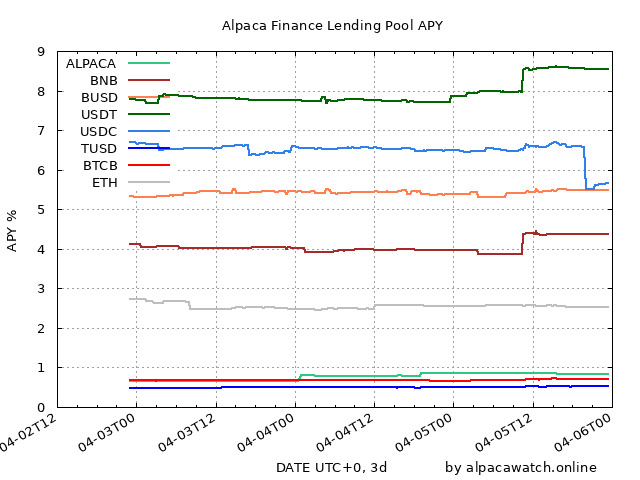 Alpaca Finance Lending Pool APY
9
8
7
6
5
4
3
2
1
0
APY %
ALPACA
BNB
BUSD
USDT
USDC
TUSD
BTCB
ETH
04-02T12
04-03T00
04-03T12
04-04T00
04-04T12
04-05T00
04-05T12
04-06T00
DATE UTC+0, 3d
by alpacawatch.online